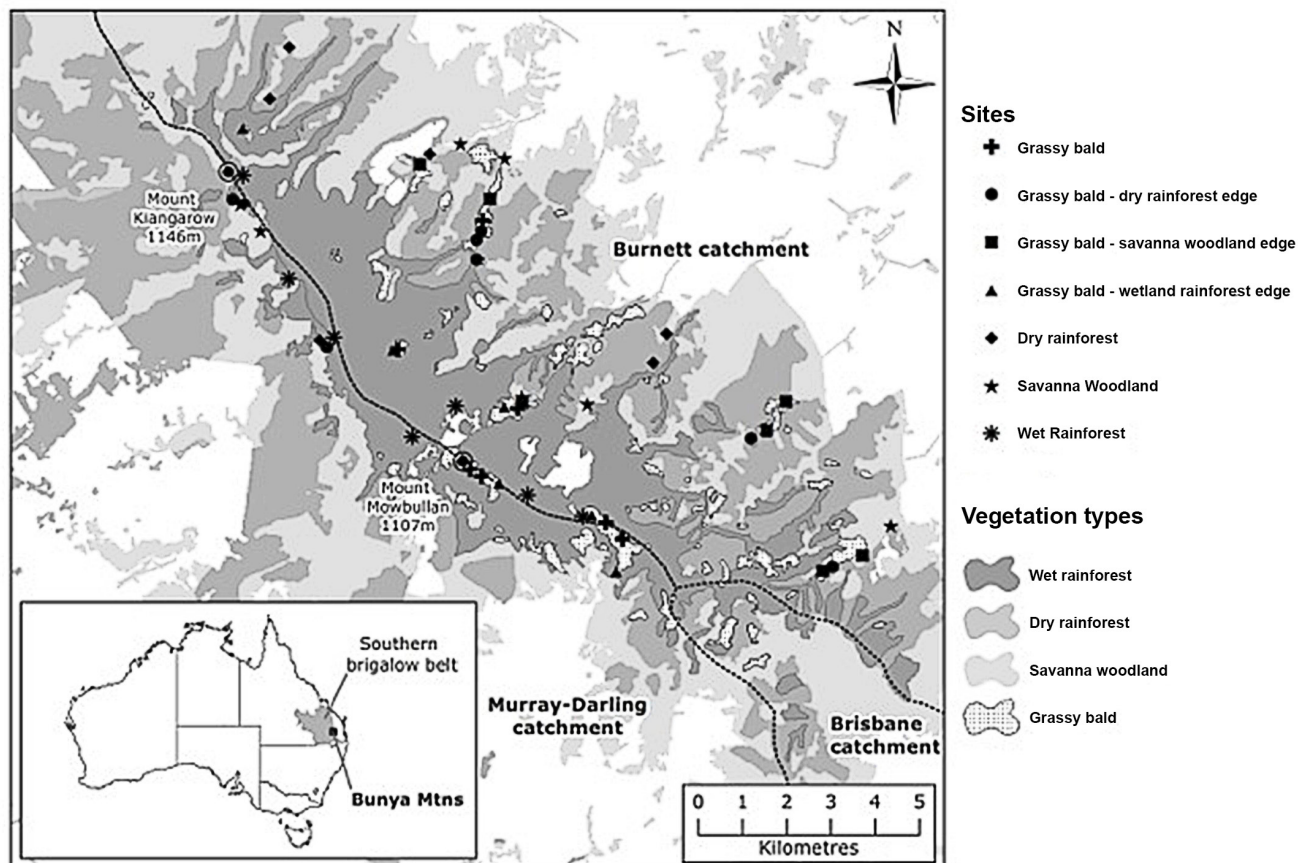 N
Mount
Kiangarow
1146m
Burnett catchment
Mount
Mowbullan
1107m
Southern
brigalow belt
Bunya Mtns
Murray-Darling
catchment
Brisbane
catchment
0 1 2 3 4 5
Kilometres
Sites
Grassy bald
Grassy bald - dry rainforest edge
Grassy bald - savanna woodland edge
Grassy bald - wetland rainforest edge
Dry rainforest
Savanna Woodland
Wet Rainforest
Vegetation types
Wet rainforest
Dry rainforest
Savanna woodland
Grassy bald